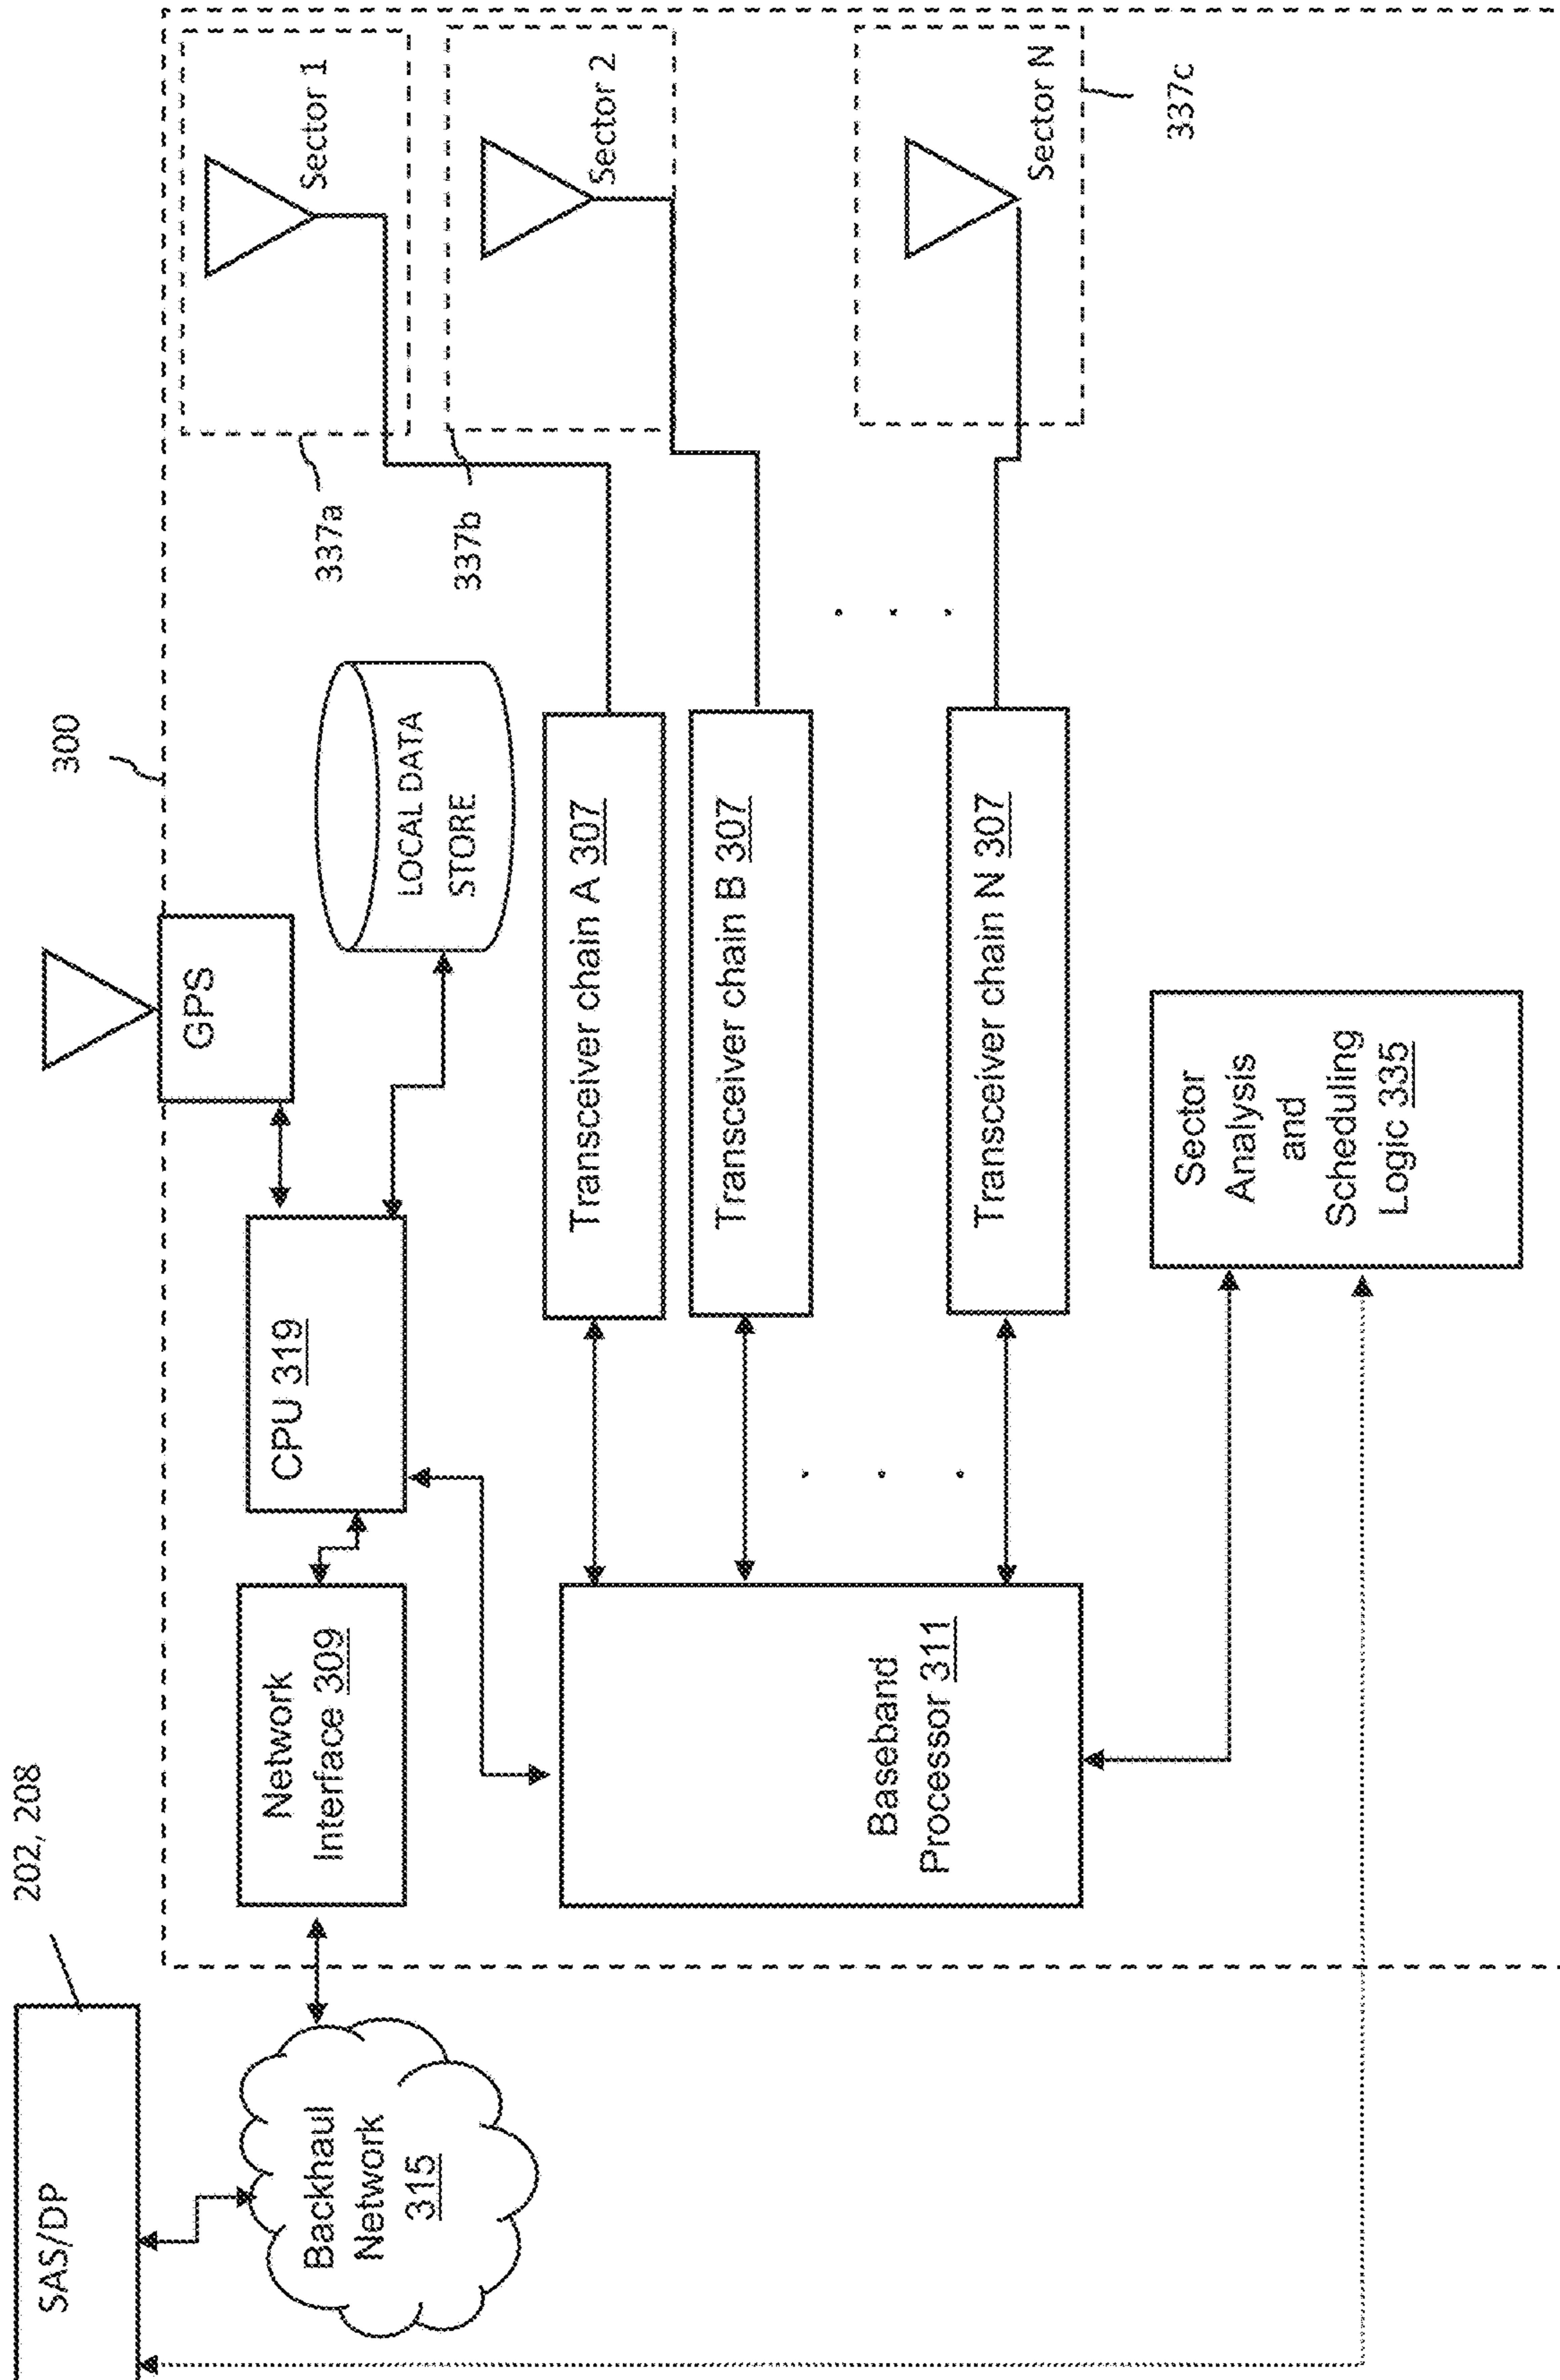 202, 208
SAS/DP
300
GPS
Backhaul
Network
315
Network
Interface 309
CPU 319
LOCAL DATA
STORE
337a
Sector 1
337b
Sector 2
Baseband
Processor 311
Transceiver chain A 307
Transceiver chain B 307
. . .
. . .
Transceiver chain N 307
Sector N
337c
Sector
Analysis
and
Scheduling
Logic 335